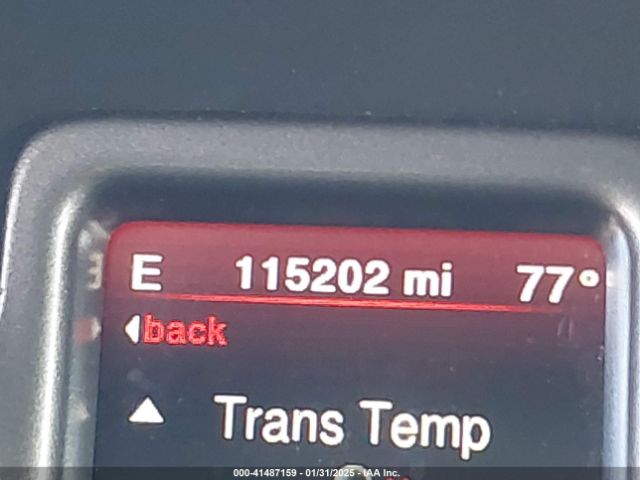 E 115202 mi 77°
back
Trans Temp
000-41487159 - 01/31/2025 - IAA Inc.